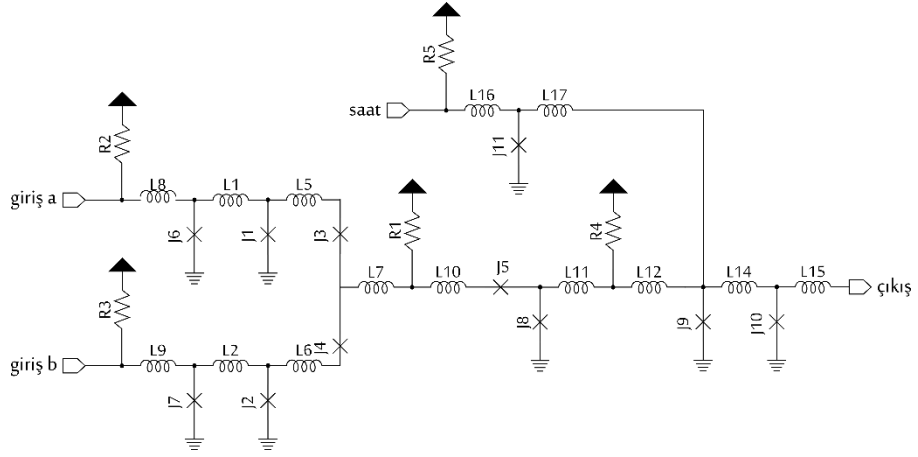 R5
L16 L17
saat
J11
R2
L8 L1 L5
giriş a
J6 J1 J3
R1 R4
L7 L10 J5 L11 L12 L14 L15
çıkış
J8 J9 J10
R3
J4
L9 L2 L6
giriş b
J7 J2